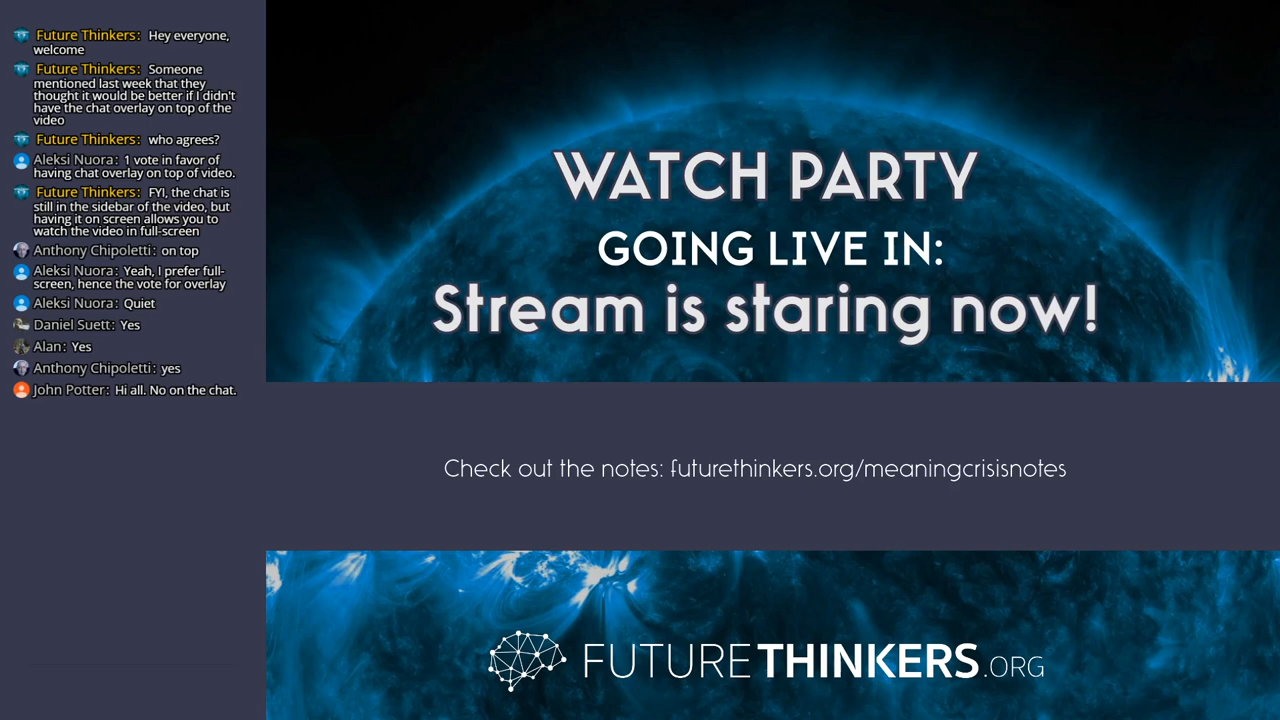 Future Thinkers: Hey everyone,
welcome
Future Thinkers: Someone
mentioned last week that they
thought it would be better if I didn't
have the chat overlay on top of the
video
Future Thinkers: who agrees?
Aleksi Nuora: 1 vote in favor of
having chat overlay on top of video.
Future Thinkers: FYI, the chat is
still in the sidebar of the video, but
having it on screen allows you to
watch the video in full-screen
Anthony Chipoletti: on top
Aleksi Nuora: Yeah, I prefer full-
screen, hence the vote for overlay
Aleksi Nuora: Quiet
Daniel Suett: Yes
Alan: Yes
Anthony Chipoletti: yes
John Potter: Hi all. No on the chat.
WATCH PARTY
GOING LIVE IN:
Stream is staring now!
Check out the notes: futurethinkers.org/meaningcrisisnotes
FUTURETHINKERS.ORG